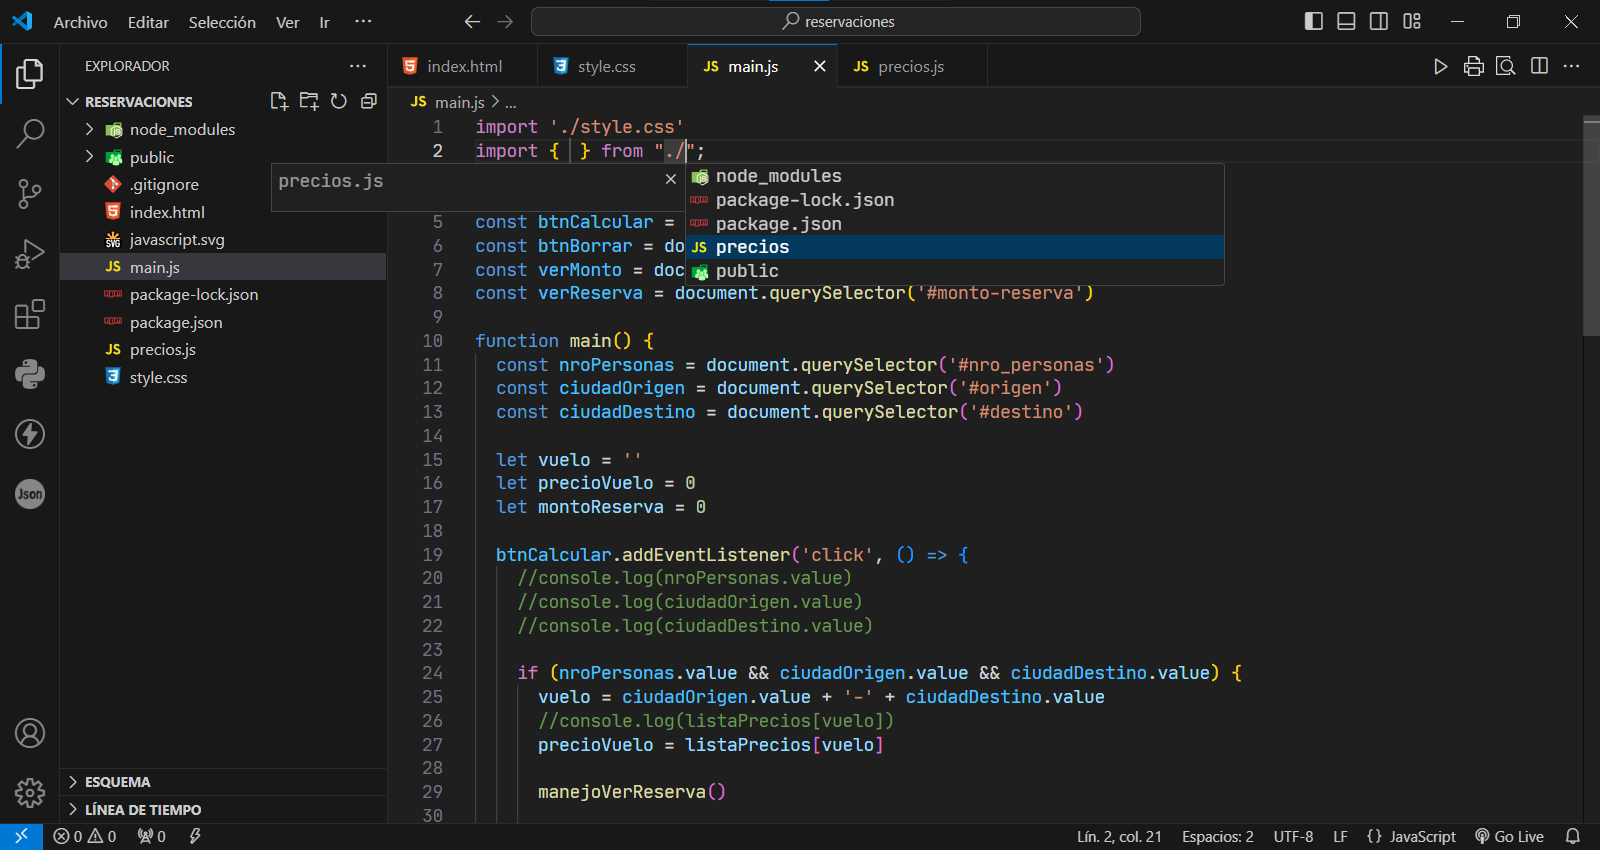 Archivo Editar Selección Ver Ir ···
reservaciones
EXPLORADOR ···
RESERVACIONES
node_modules
public
.gitignore
index.html
javascript.svg
main.js
package-lock.json
package.json
precios.js
style.css
ESQUEMA
LÍNEA DE TIEMPO
index.html style.css JS main.js JS precios.js
JS main.js > ...
1 import './style.css'
2 import { } from "./";
precios.js
node_modules
package-lock.json
package.json
JS precios
public
5 const btnCalcular =
6 const btnBorrar = do
7 const verMonto = doc
8 const verReserva = document.querySelector('#monto-reserva')
9
10 function main() {
11 const nroPersonas = document.querySelector('#nro_personas')
12 const ciudadOrigen = document.querySelector('#origen')
13 const ciudadDestino = document.querySelector('#destino')
14
15 let vuelo = ''
16 let precioVuelo = 0
17 let montoReserva = 0
18
19 btnCalcular.addEventListener('click', () => {
20 //console.log(nroPersonas.value)
21 //console.log(ciudadOrigen.value)
22 //console.log(ciudadDestino.value)
23
24 if (nroPersonas.value && ciudadOrigen.value && ciudadDestino.value) {
25 vuelo = ciudadOrigen.value + '-' + ciudadDestino.value
26 //console.log(listaPrecios[vuelo])
27 precioVuelo = listaPrecios[vuelo]
28
29 manejoVerReserva()
30
Json
0 0 0 Lín. 2, col. 21 Espacios: 2 UTF-8 LF {} JavaScript Go Live